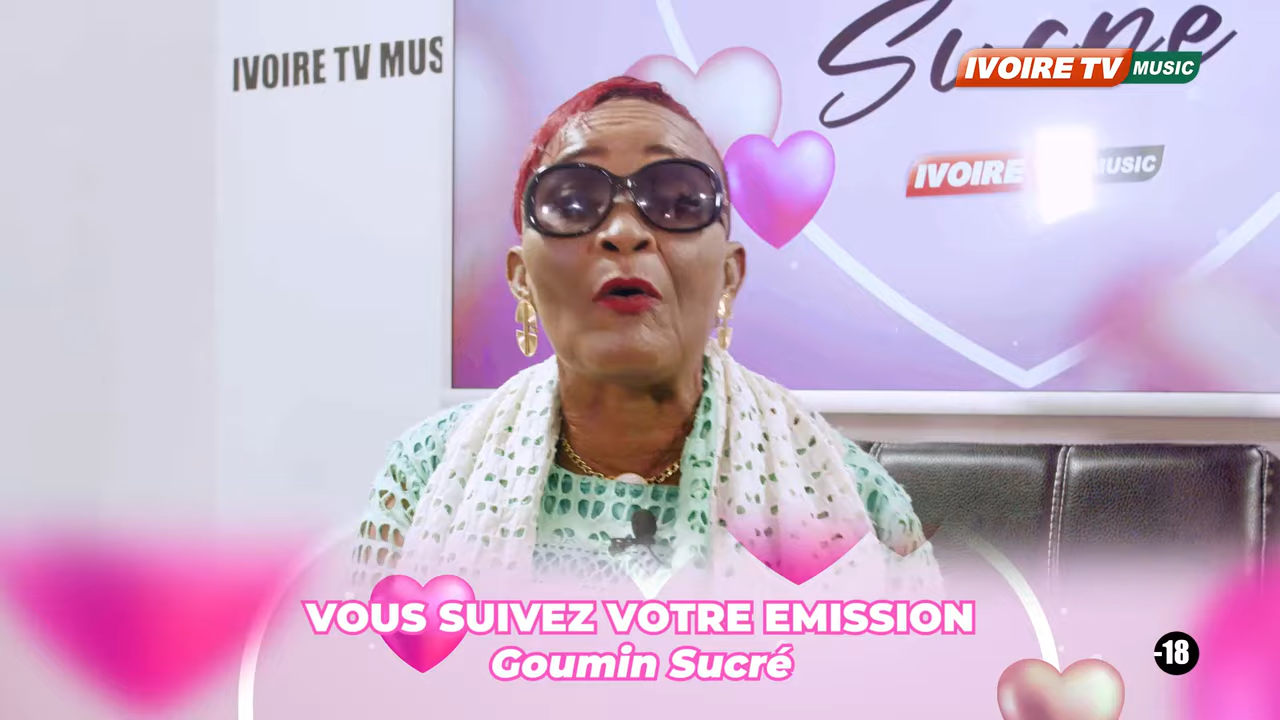 IVOIRE TV MUS
IVOIRE TV MUSIC
IVOIRE MUSIC
VOUS SUIVEZ VOTRE EMISSION
Goumin Sucré
-18